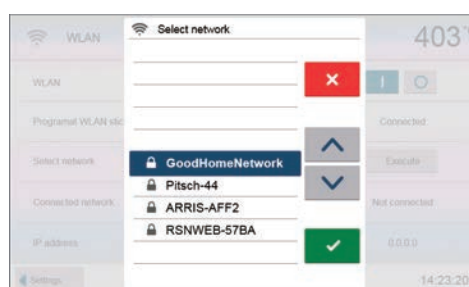 WLAN
Select network
403
WLAN
Programat WLAN stic
Connected
Select network
Execute
Connected network
Not connected
IP address
0.0.0.0
GoodHomeNetwork
Pitsch-44
ARRIS-AFF2
RSNWEB-57BA
Settings
14:23:20